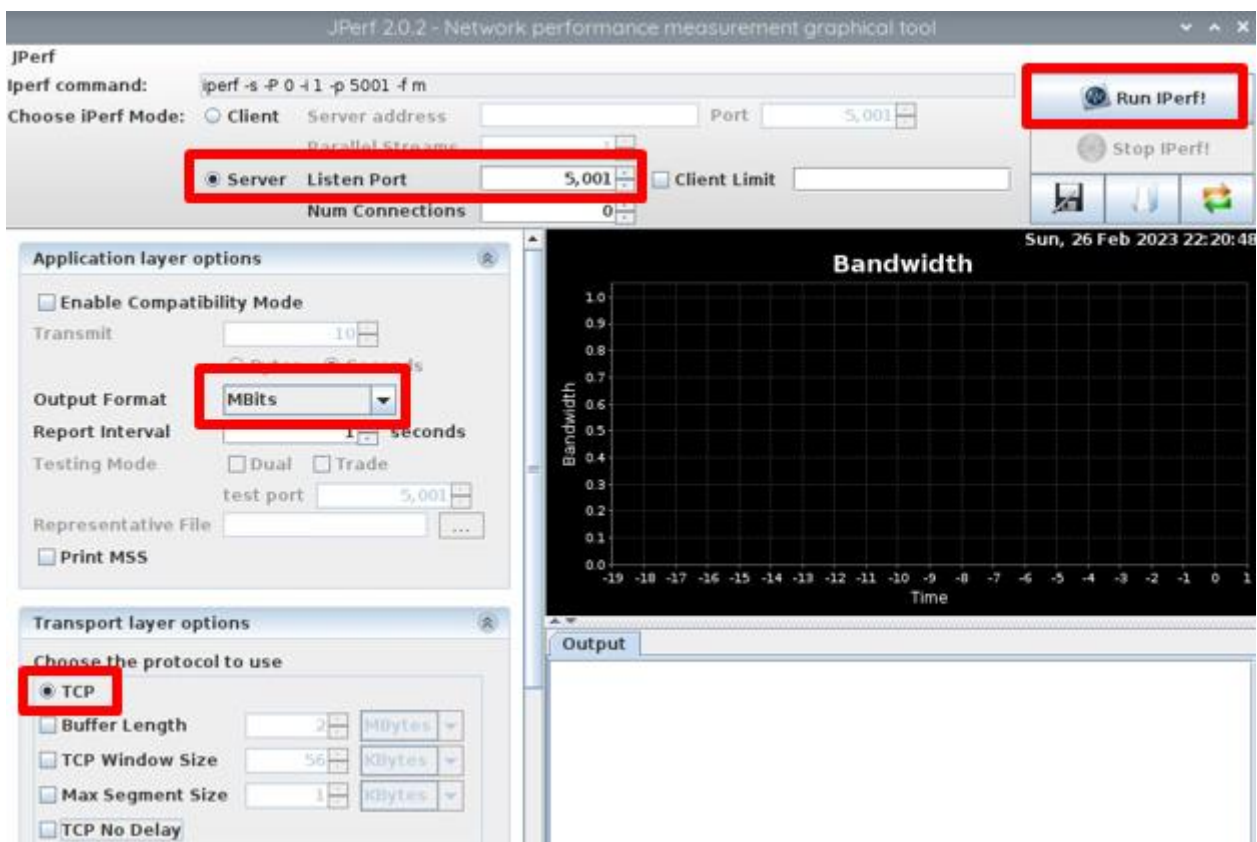 JPerf 2.0.2 - Network performance measurement graphical tool
JPerf
Iperf command: iperf -s -P 0 -i 1 -p 5001 -f m
Run IPerf!
Choose iPerf Mode: Client Server address Port 5,001
Parallel Streams 1
Stop IPerf!
Server Listen Port 5,001 Client Limit
Num Connections 0
Sun, 26 Feb 2023 22:20:48
Application layer options
Enable Compatibility Mode
Transmit 10
Bytes Seconds
Output Format MBits
Report Interval 1 seconds
Testing Mode Dual Trade
test port 5,001
Representative File ...
Print MSS
Transport layer options
Choose the protocol to use
TCP
Buffer Length 2 MBytes
TCP Window Size 56 KBytes
Max Segment Size 1 KBytes
TCP No Delay
Bandwidth
1.0
0.9
0.8
0.7
0.6
0.5
0.4
0.3
0.2
0.1
0.0
Bandwidth
-19 -18 -17 -16 -15 -14 -13 -12 -11 -10 -9 -8 -7 -6 -5 -4 -3 -2 -1 0 1
Time
Output